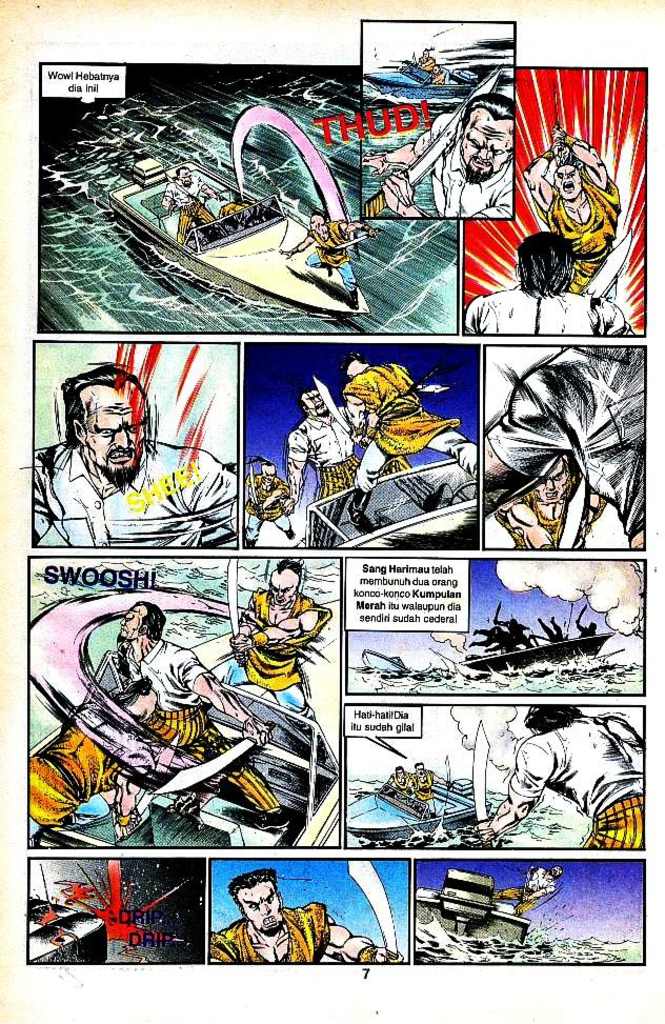 Wow! Hebatnya
dia ini!
THUD!
SHEE!
SWOOSH!
Sang Harimau telah
membunuh dua orang
konco-konco Kumpulan
Merah itu walaupun dia
sendiri sudah cedera!
Hati-hati!Dia
itu sudah gila!
DRIP
DRIP
7